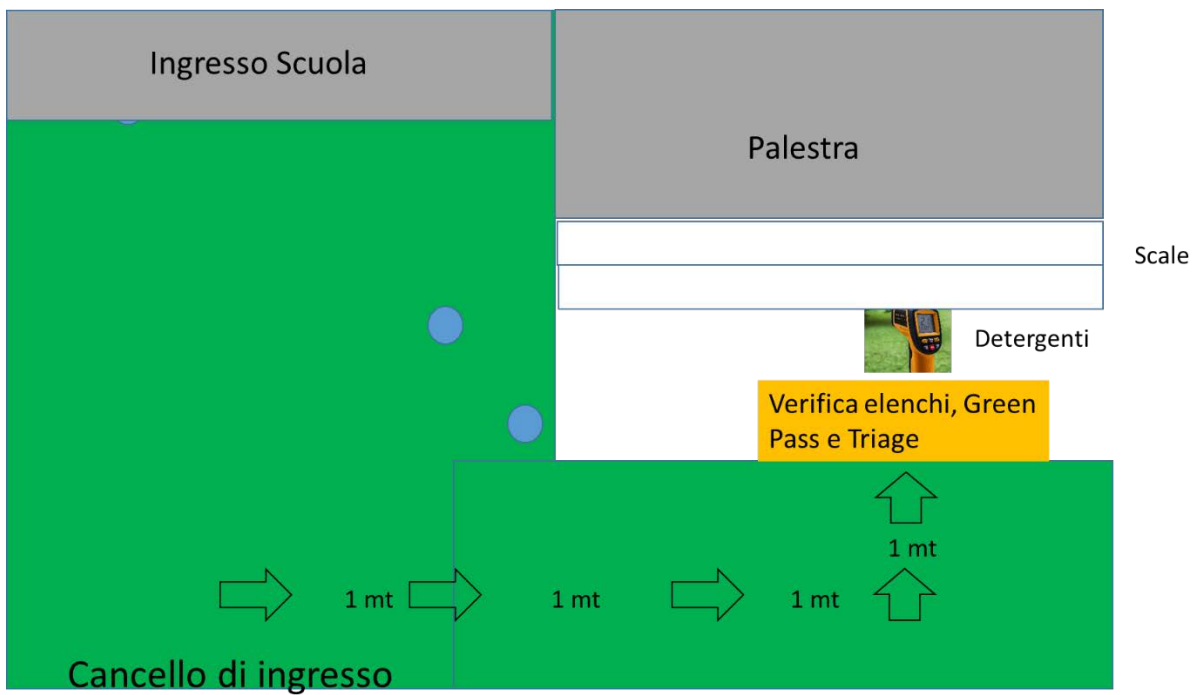 Ingresso Scuola
Palestra
Scale
Detergenti
Verifica elenchi, Green
Pass e Triage
1 mt
1 mt
1 mt
1 mt
Cancello di ingresso